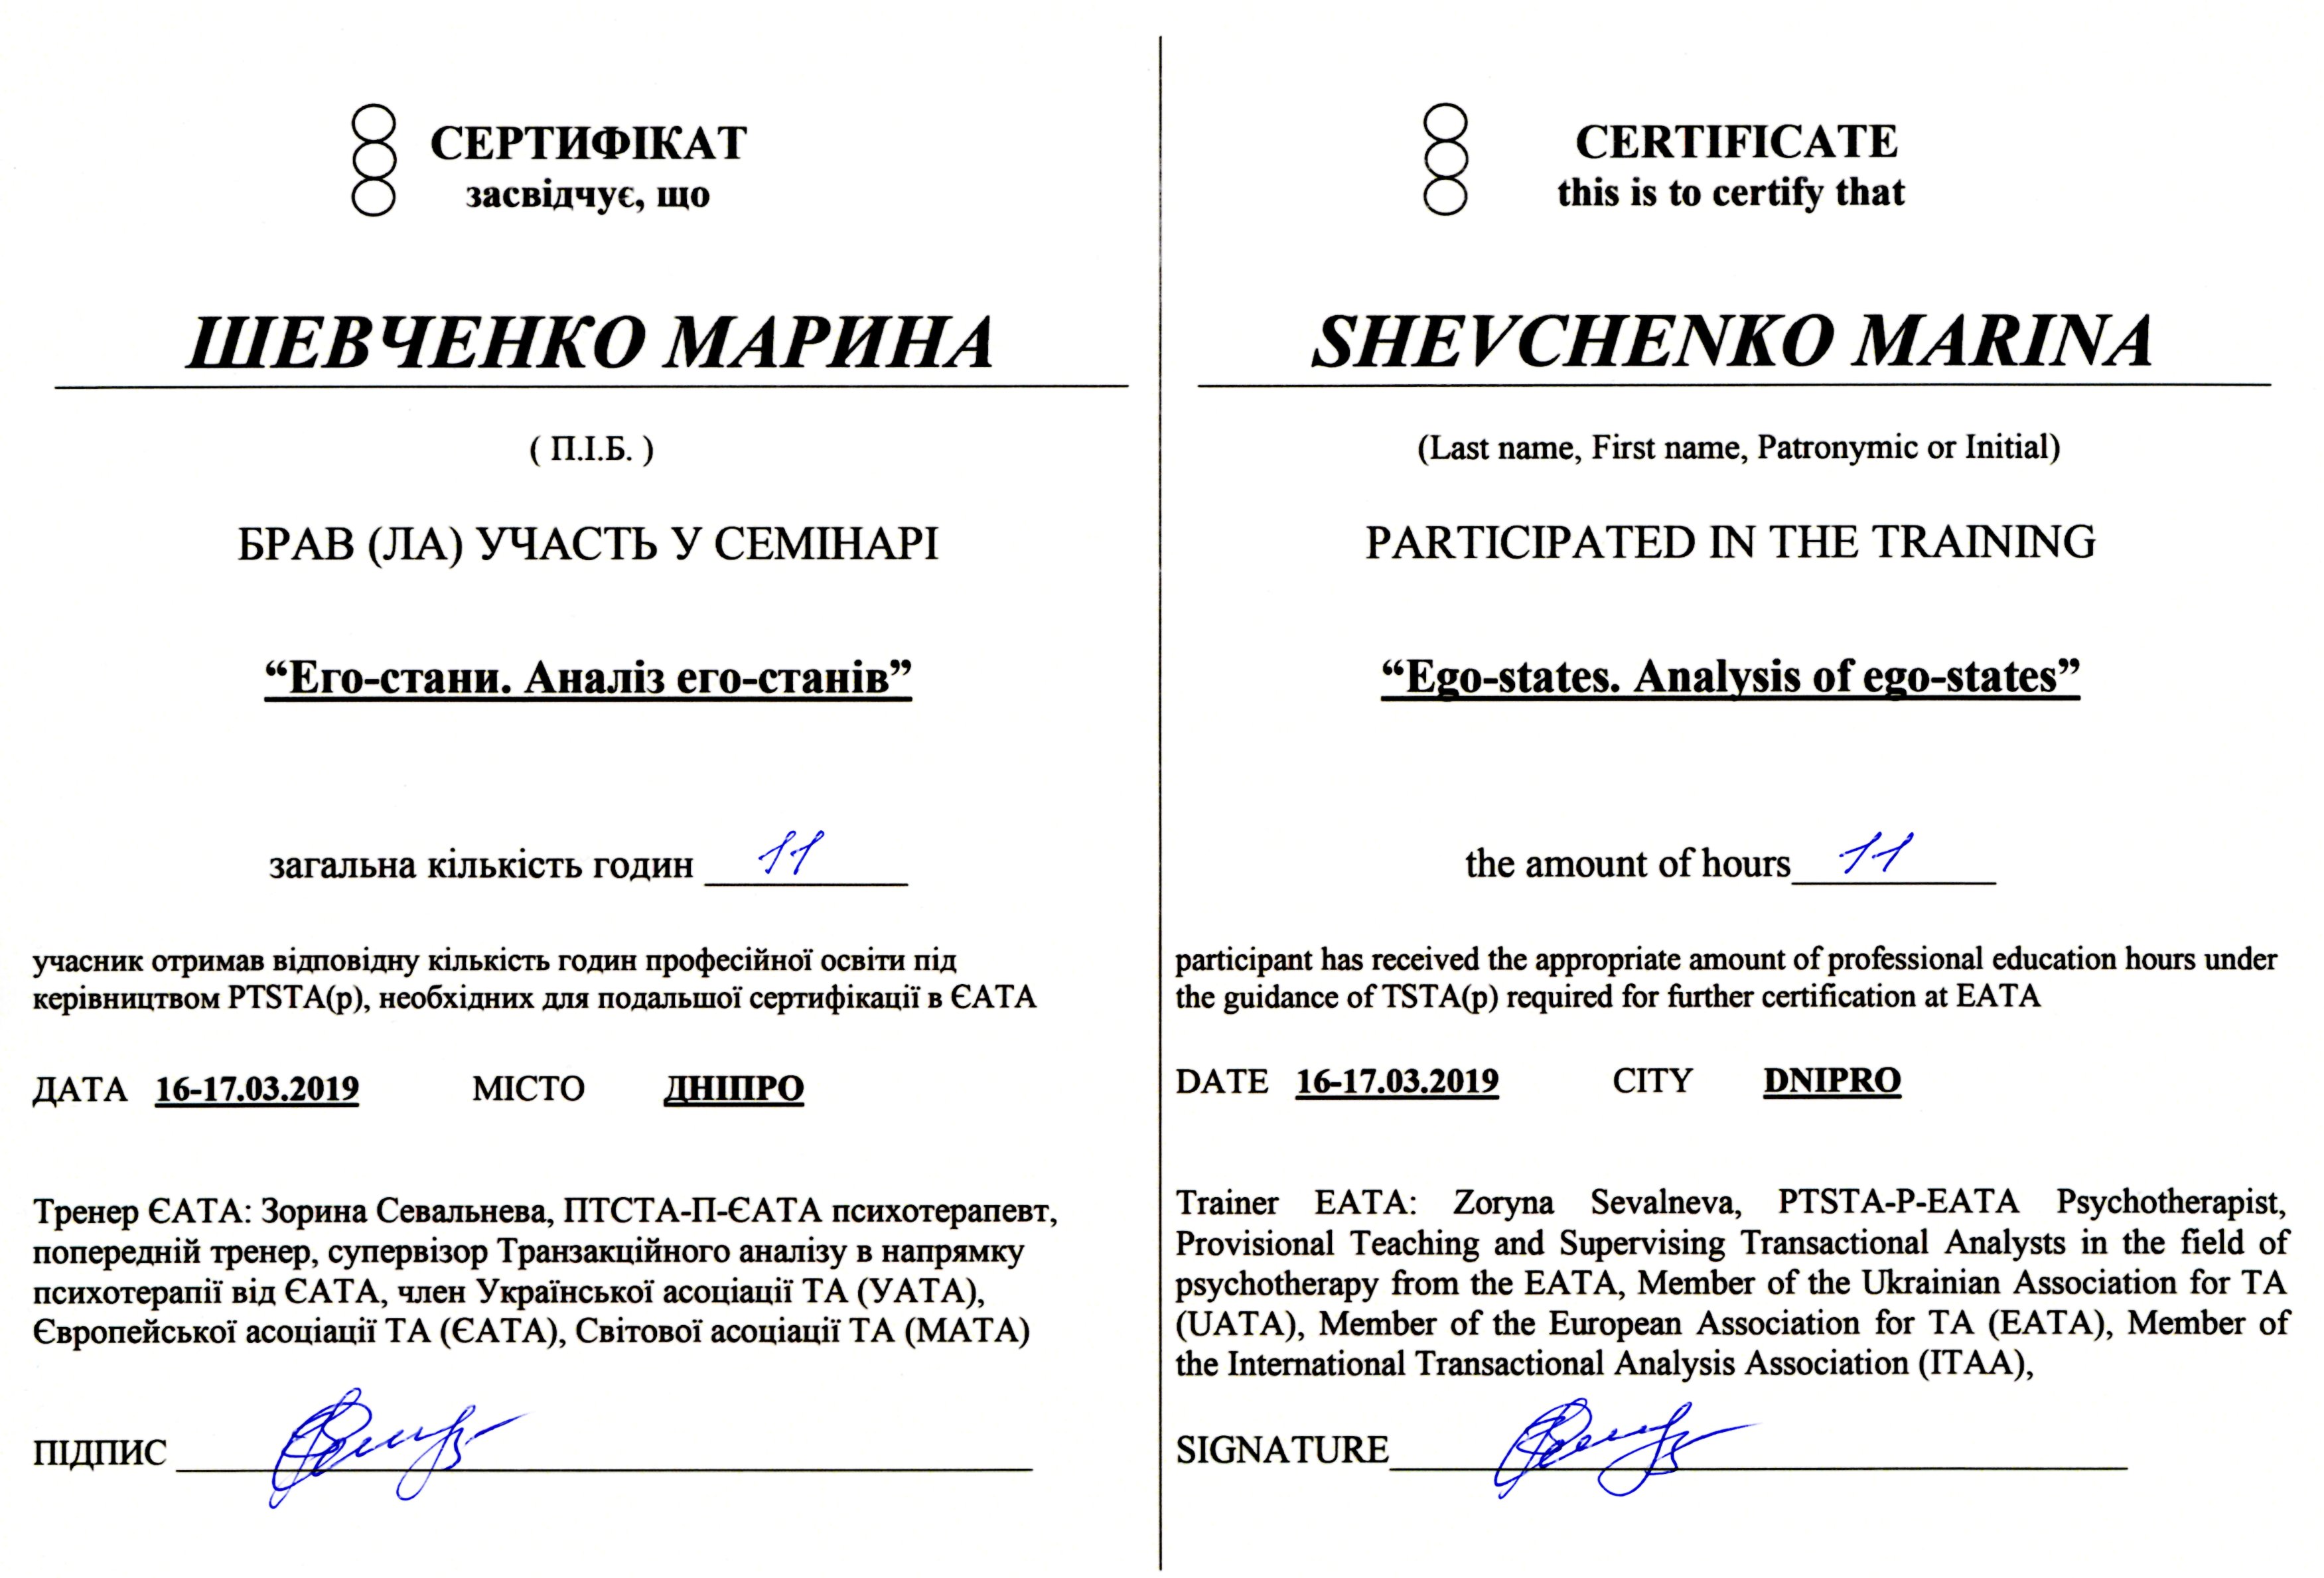 СЕРТИФІКАТ
засвідчує, що
ШЕВЧЕНКО МАРИНА
( П.І.Б. )
БРАВ (ЛА) УЧАСТЬ У СЕМІНАРІ
“Его-стани. Аналіз его-станів”
загальна кількість годин 11
учасник отримав відповідну кількість годин професійної освіти під
керівництвом PTSTA(p), необхідних для подальшої сертифікації в ЄАТА
ДАТА 16-17.03.2019 МІСТО ДНІПРО
Тренер ЄАТА: Зорина Севальнева, ПТСТА-П-ЄАТА психотерапевт,
попередній тренер, супервізор Транзакційного аналізу в напрямку
психотерапії від ЄАТА, член Української асоціації ТА (УАТА),
Європейської асоціації ТА (ЄАТА), Світової асоціації ТА (МАТА)
ПІДПИС
CERTIFICATE
this is to certify that
SHEVCHENKO MARINA
(Last name, First name, Patronymic or Initial)
PARTICIPATED IN THE TRAINING
“Ego-states. Analysis of ego-states”
the amount of hours 11
participant has received the appropriate amount of professional education hours under
the guidance of TSTA(p) required for further certification at EATA
DATE 16-17.03.2019 CITY DNIPRO
Trainer EATA: Zoryna Sevalneva, PTSTA-P-EATA Psychotherapist,
Provisional Teaching and Supervising Transactional Analysts in the field of
psychotherapy from the EATA, Member of the Ukrainian Association for TA
(UATA), Member of the European Association for TA (EATA), Member of
the International Transactional Analysis Association (ITAA),
SIGNATURE